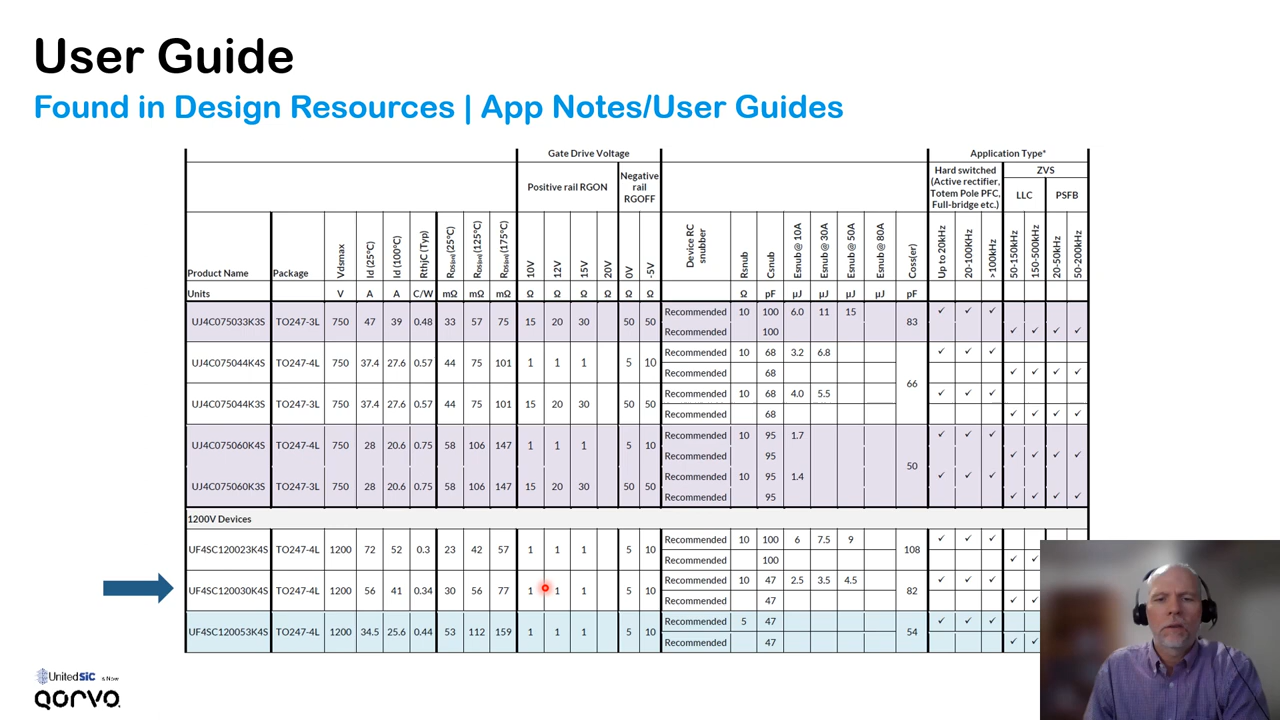 User Guide
Found in Design Resources | App Notes/User Guides
Gate Drive Voltage Application Type*
Positive rail RGON Negative rail RGOFF Hard switched (Active rectifier, Totem Pole PFC, Full-bridge etc.) ZVS
LLC PSFB
Product Name Package Vdsmax Id (25°C) Id (100°C) RthjC (Typ) RDS(on) (25°C) RDS(on) (125°C) RDS(on) (175°C) 10V 12V 15V 20V 0V -5V Device RC snubber Rsnub Csnub Esnub @ 10A Esnub @ 30A Esnub @ 50A Esnub @ 80A Coss(er) Up to 20kHz 20-100kHz >100kHz 50-150kHz 150-500kHz 20-50kHz 50-200kHz
Units V A A C/W mΩ mΩ mΩ Ω Ω Ω Ω Ω Ω Ω pF µJ µJ µJ µJ pF
UJ4C075033K3S TO247-3L 750 47 39 0.48 33 57 75 15 20 30 50 50 Recommended 10 100 6.0 11 15 83 ✓ ✓ ✓
Recommended 100 ✓ ✓ ✓ ✓
UJ4C075044K4S TO247-4L 750 37.4 27.6 0.57 44 75 101 1 1 1 5 10 Recommended 10 68 3.2 6.8 66 ✓ ✓ ✓
Recommended 68 ✓ ✓ ✓ ✓
UJ4C075044K3S TO247-3L 750 37.4 27.6 0.57 44 75 101 15 20 30 50 50 Recommended 10 68 4.0 5.5 ✓ ✓ ✓
Recommended 68 ✓ ✓ ✓ ✓
UJ4C075060K4S TO247-4L 750 28 20.6 0.75 58 106 147 1 1 1 5 10 Recommended 10 95 1.7 50 ✓ ✓ ✓
Recommended 95 ✓ ✓ ✓ ✓
UJ4C075060K3S TO247-3L 750 28 20.6 0.75 58 106 147 15 20 30 50 50 Recommended 10 95 1.4 ✓ ✓ ✓
Recommended 95 ✓ ✓ ✓ ✓
1200V Devices
UF4SC120023K4S TO247-4L 1200 72 52 0.3 23 42 57 1 1 1 5 10 Recommended 10 100 6 7.5 9 108 ✓ ✓ ✓
Recommended 100 ✓ ✓
UF4SC120030K4S TO247-4L 1200 56 41 0.34 30 56 77 1 1 1 5 10 Recommended 10 47 2.5 3.5 4.5 82 ✓ ✓ ✓
Recommended 47 ✓ ✓
UF4SC120053K4S TO247-4L 1200 34.5 25.6 0.44 53 112 159 1 1 1 5 10 Recommended 5 47 54 ✓ ✓ ✓
Recommended 47 ✓ ✓
UnitedSiC is Now
QORVO